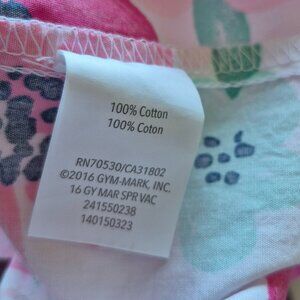 100% Cotton
100% Coton
RN70530/CA31802
©2016 GYM-MARK, INC.
16 GY MAR SPR VAC
241550238
140150323